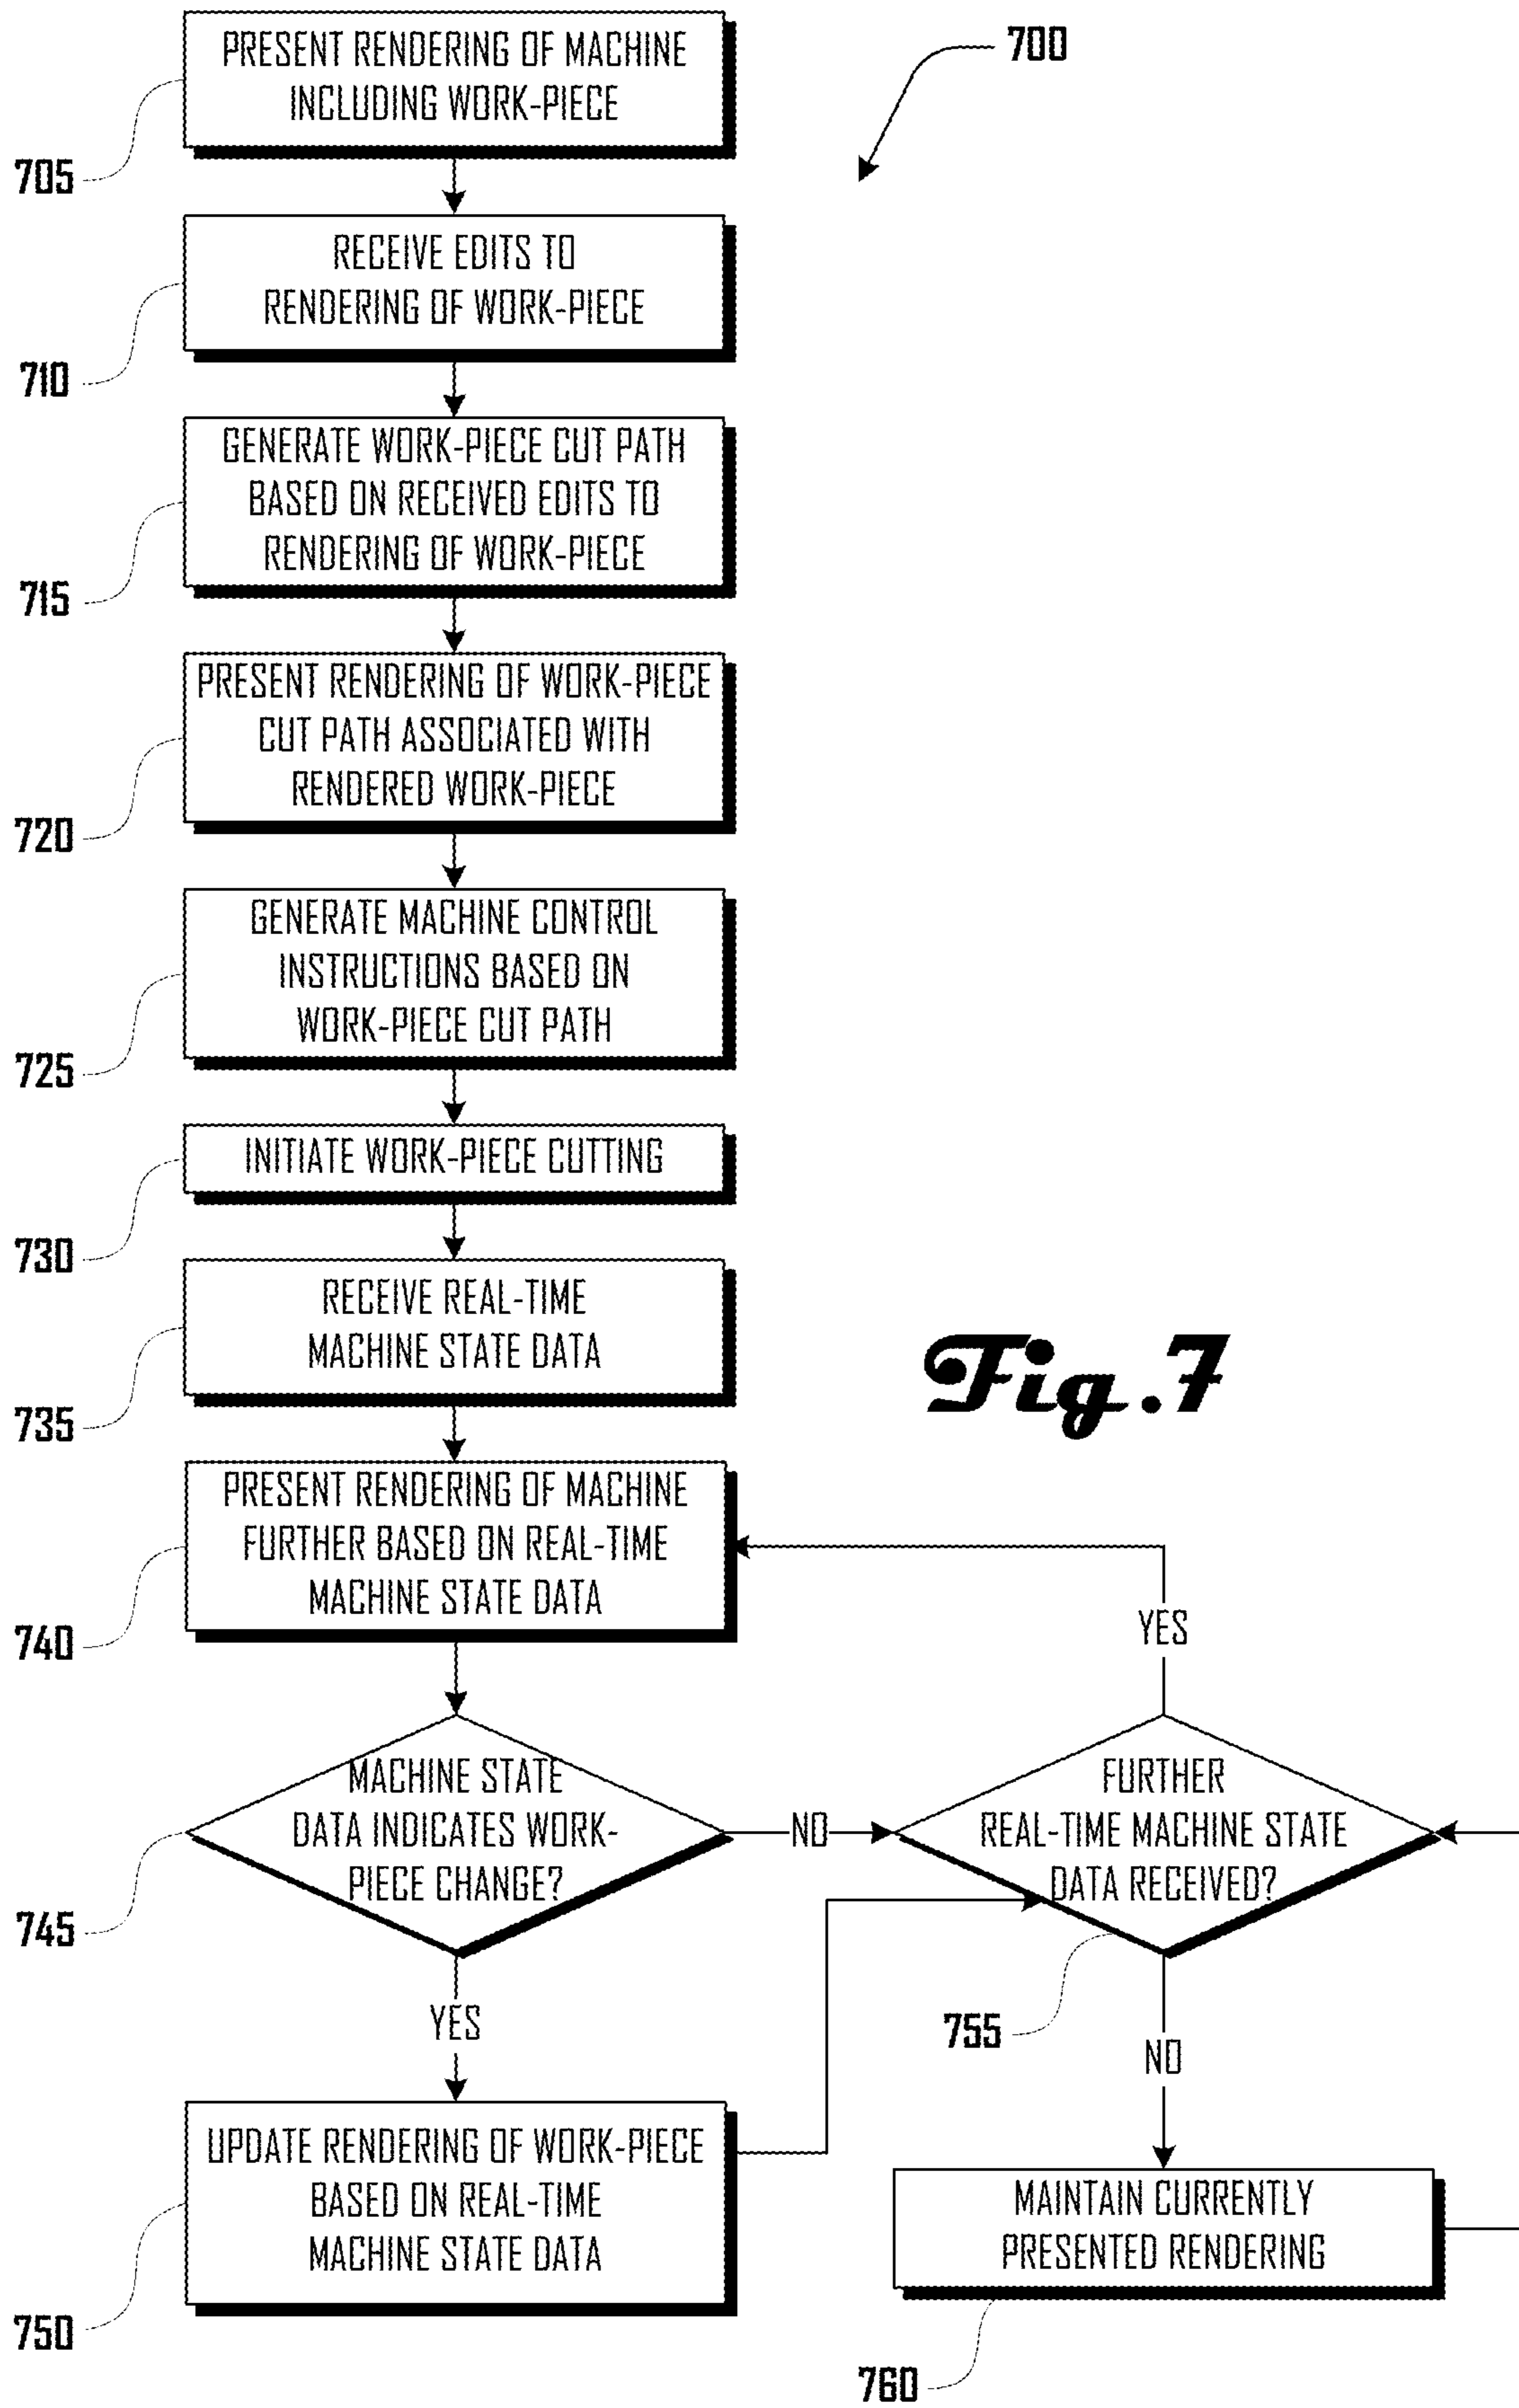 PRESENT RENDERING OF MACHINE
INCLUDING WORK-PIECE
700
705
RECEIVE EDITS TO
RENDERING OF WORK-PIECE
710
GENERATE WORK-PIECE CUT PATH
BASED ON RECEIVED EDITS TO
RENDERING OF WORK-PIECE
715
PRESENT RENDERING OF WORK-PIECE
CUT PATH ASSOCIATED WITH
RENDERED WORK-PIECE
720
GENERATE MACHINE CONTROL
INSTRUCTIONS BASED ON
WORK-PIECE CUT PATH
725
INITIATE WORK-PIECE CUTTING
730
RECEIVE REAL-TIME
MACHINE STATE DATA
735
Fig.7
PRESENT RENDERING OF MACHINE
FURTHER BASED ON REAL-TIME
MACHINE STATE DATA
740
YES
MACHINE STATE
DATA INDICATES WORK-
PIECE CHANGE?
745
NO
FURTHER
REAL-TIME MACHINE STATE
DATA RECEIVED?
755
YES
NO
UPDATE RENDERING OF WORK-PIECE
BASED ON REAL-TIME
MACHINE STATE DATA
750
MAINTAIN CURRENTLY
PRESENTED RENDERING
760